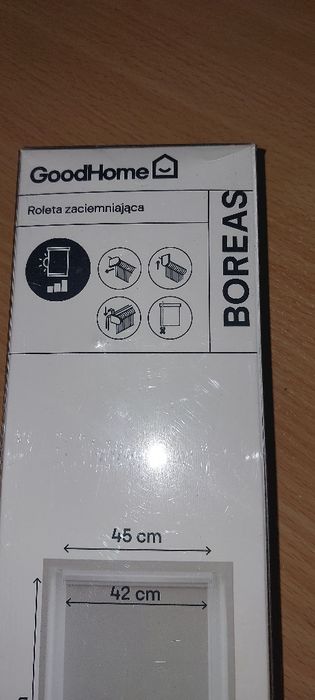 GoodHome
Roleta zaciemniająca
BOREAS
45 cm
42 cm